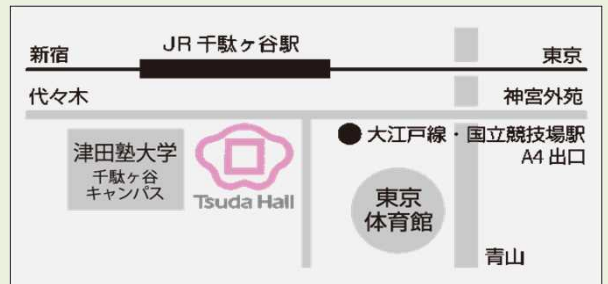 JR 千駄ヶ谷駅
新宿
東京
代々木
神宮外苑
大江戸線・国立競技場駅
A4 出口
津田塾大学
千駄ヶ谷
キャンパス
Tsuda Hall
東京
体育館
青山